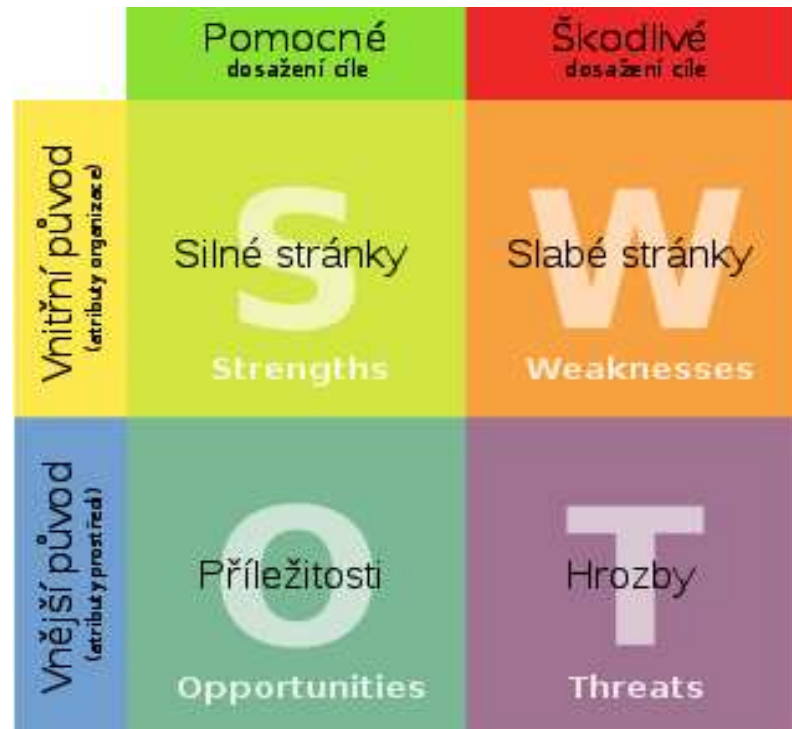 Pomocné
dosažení cíle
Škodlivé
dosažení cíle
Vnitřní původ
(atributy organizace)
S
Silné stránky
Strengths
W
Slabé stránky
Weaknesses
Vnější původ
(atributy prostředí)
O
Příležitosti
Opportunities
T
Hrozby
Threats